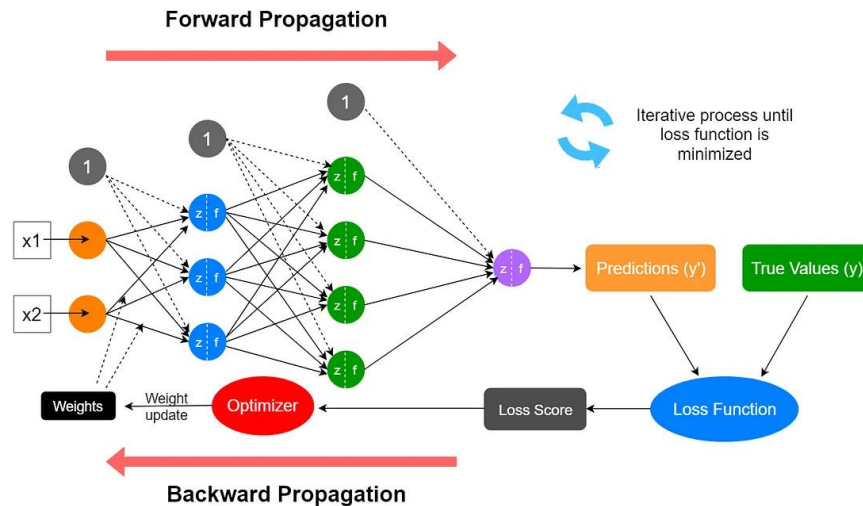 Forward Propagation
1
1
1
Iterative process until
loss function is
minimized
z f
z f
x1
z f
z f
z f
Predictions (y')
True Values (y)
x2
z f
z f
z f
Weights
Weight
update
Optimizer
Loss Score
Loss Function
Backward Propagation